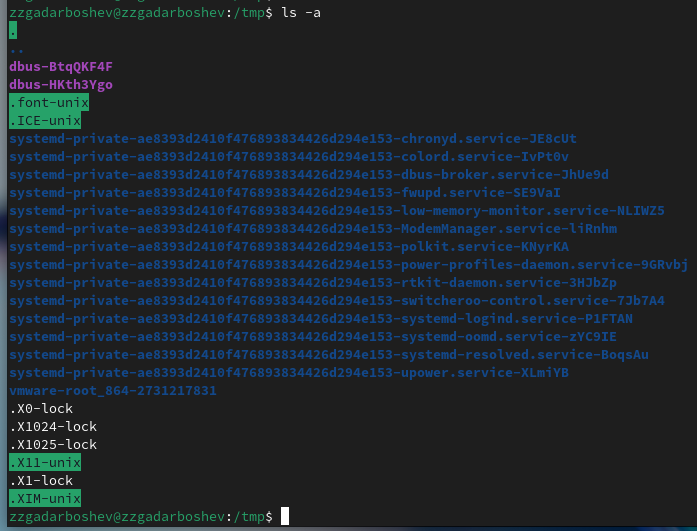 zzgadarboshev@zzgadarboshev:/tmp$ ls -a
.
..
dbus-BtqQKF4F
dbus-HKth3Ygo
.font-unix
.ICE-unix
systemd-private-ae8393d2410f476893834426d294e153-chronyd.service-JE8cUt
systemd-private-ae8393d2410f476893834426d294e153-colord.service-IvPt0v
systemd-private-ae8393d2410f476893834426d294e153-dbus-broker.service-JhUe9d
systemd-private-ae8393d2410f476893834426d294e153-fwupd.service-SE9VaI
systemd-private-ae8393d2410f476893834426d294e153-low-memory-monitor.service-NLIWZ5
systemd-private-ae8393d2410f476893834426d294e153-ModemManager.service-liRnhm
systemd-private-ae8393d2410f476893834426d294e153-polkit.service-KNyrKA
systemd-private-ae8393d2410f476893834426d294e153-power-profiles-daemon.service-9GRvbj
systemd-private-ae8393d2410f476893834426d294e153-rtkit-daemon.service-3HJbZp
systemd-private-ae8393d2410f476893834426d294e153-switcheroo-control.service-7Jb7A4
systemd-private-ae8393d2410f476893834426d294e153-systemd-logind.service-P1FTAN
systemd-private-ae8393d2410f476893834426d294e153-systemd-oomd.service-zYC9IE
systemd-private-ae8393d2410f476893834426d294e153-systemd-resolved.service-BoqsAu
systemd-private-ae8393d2410f476893834426d294e153-upower.service-XLmiYB
vmware-root_864-2731217831
.X0-lock
.X1024-lock
.X1025-lock
.X11-unix
.X1-lock
.XIM-unix
zzgadarboshev@zzgadarboshev:/tmp$